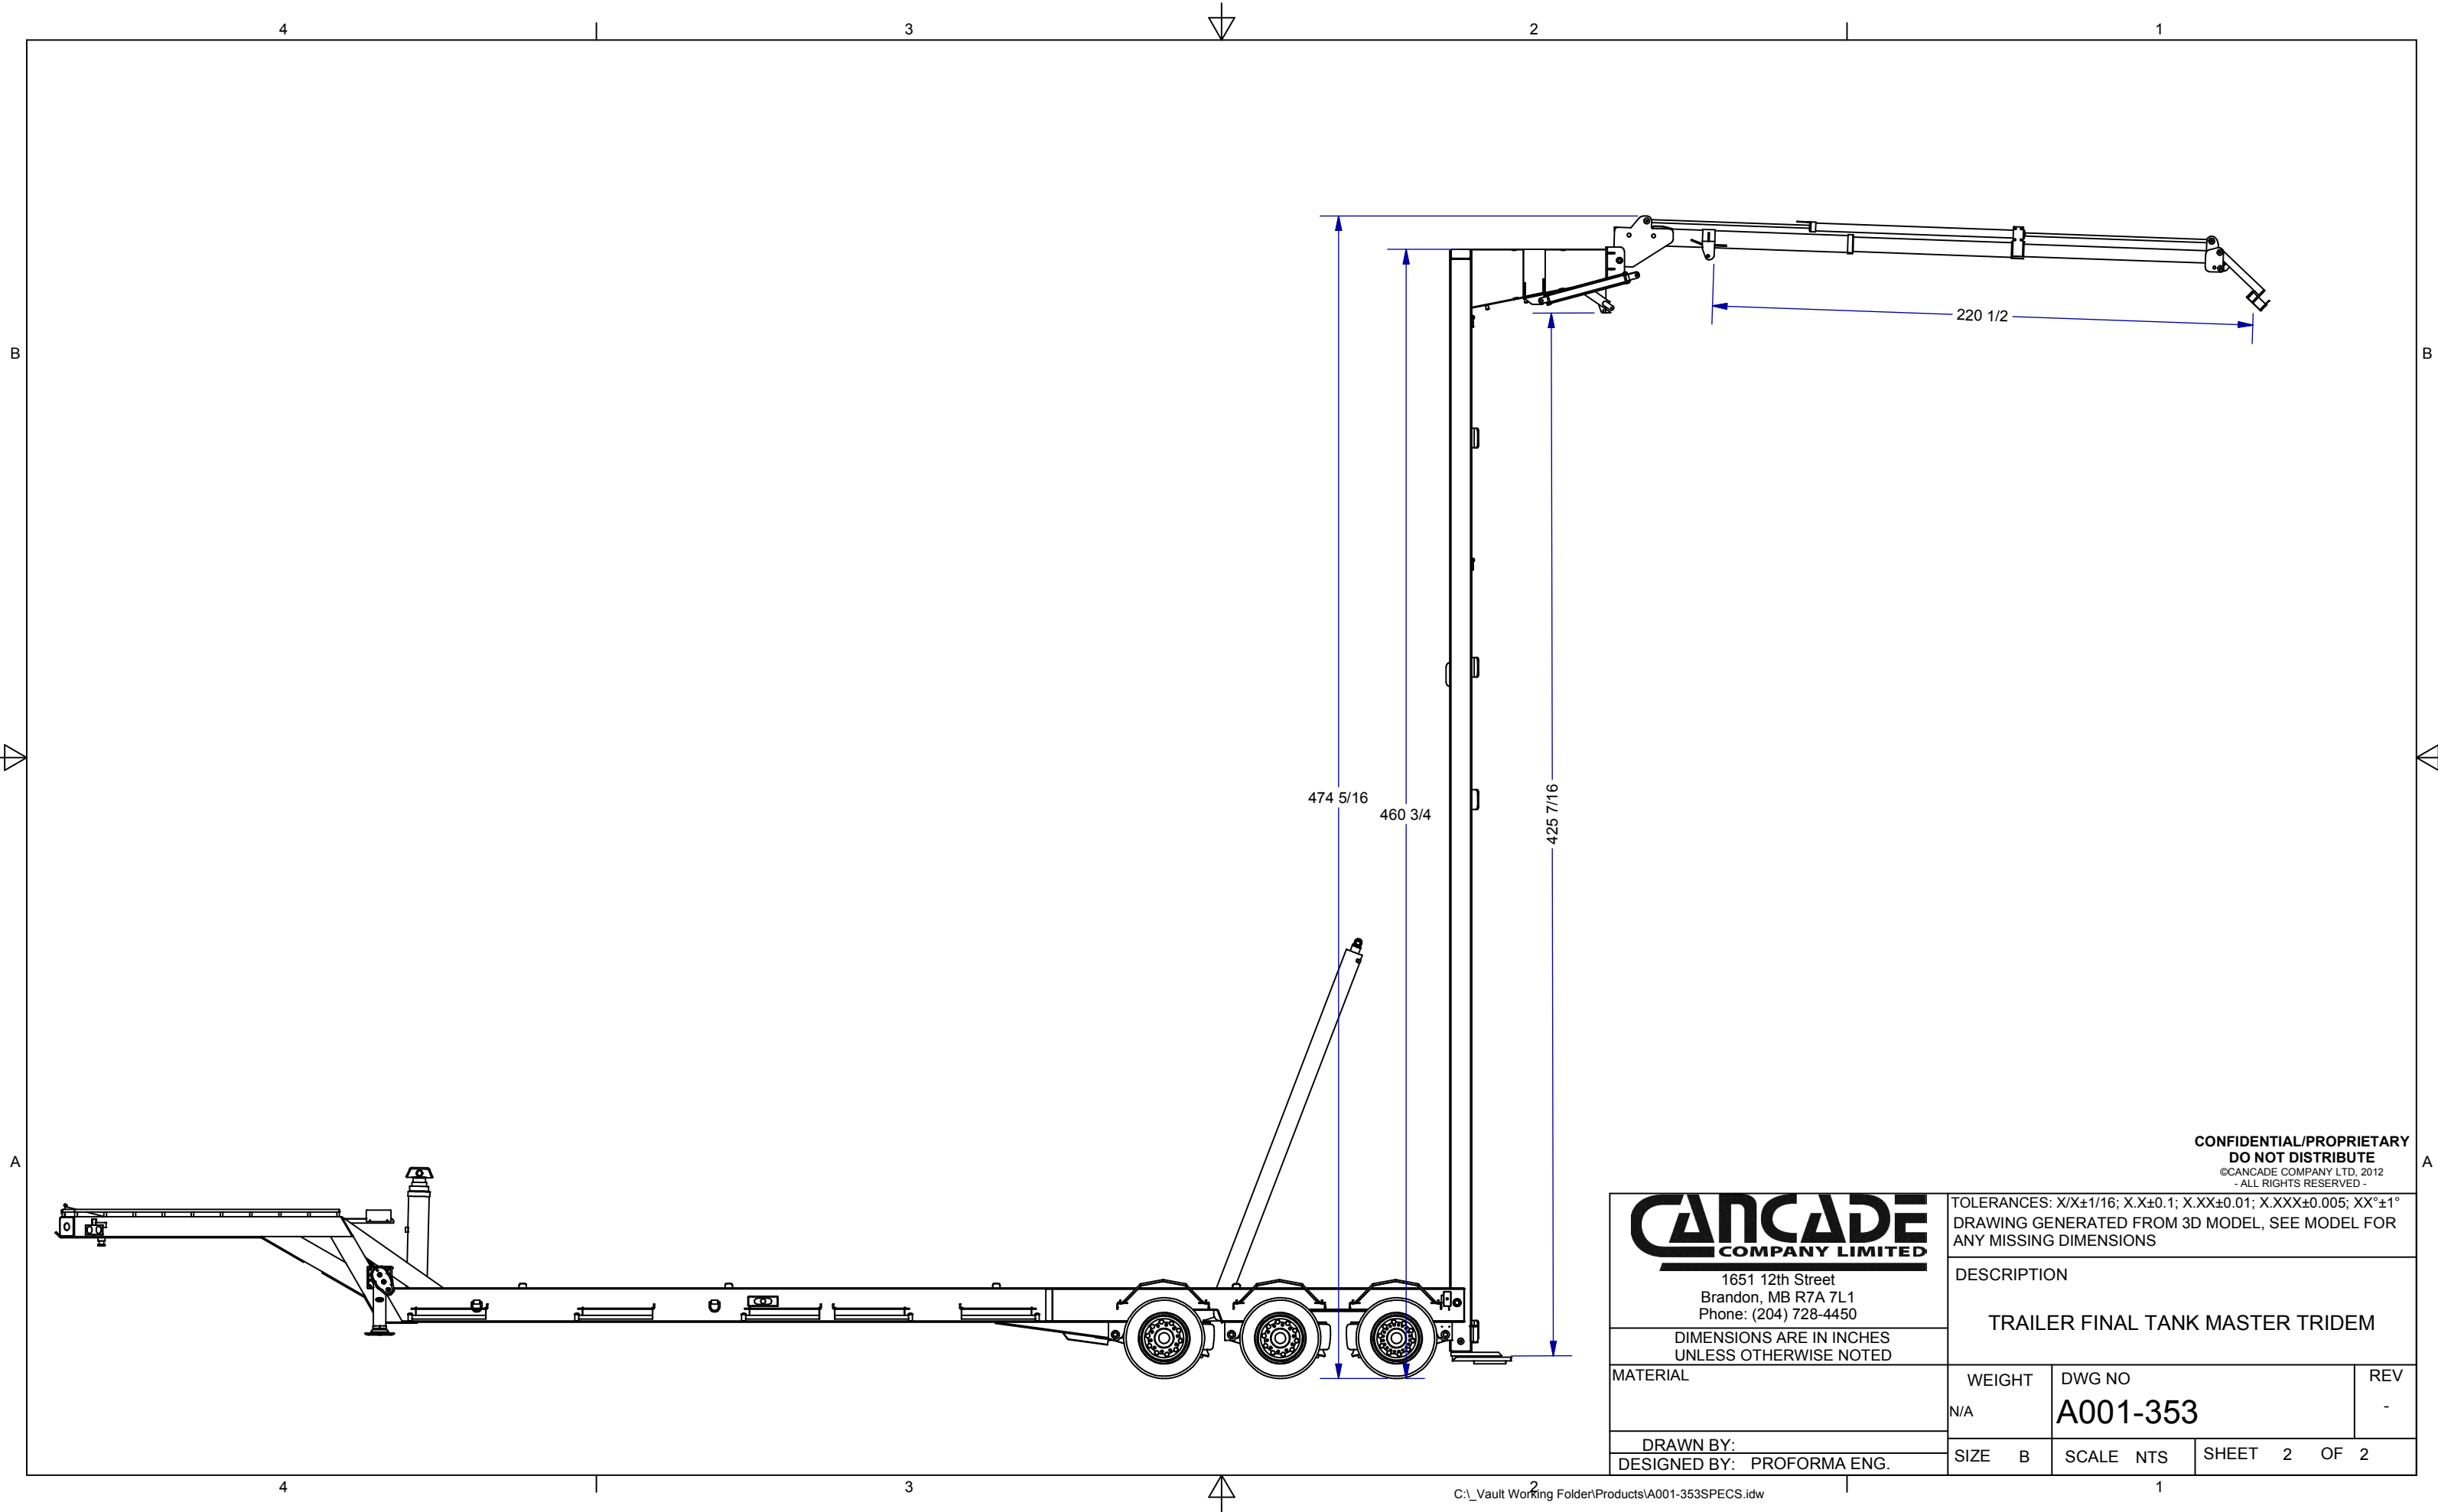 4 3 2 1
B B
220 1/2
474 5/16
460 3/4
425 7/16
A A
CONFIDENTIAL/PROPRIETARY
DO NOT DISTRIBUTE
©CANCADE COMPANY LTD, 2012
- ALL RIGHTS RESERVED -
CANCADE
COMPANY LIMITED
1651 12th Street
Brandon, MB R7A 7L1
Phone: (204) 728-4450
DIMENSIONS ARE IN INCHES
UNLESS OTHERWISE NOTED
MATERIAL
DRAWN BY:
DESIGNED BY: PROFORMA ENG.
TOLERANCES: X/X±1/16; X.X±0.1; X.XX±0.01; X.XXX±0.005; XX°±1°
DRAWING GENERATED FROM 3D MODEL, SEE MODEL FOR
ANY MISSING DIMENSIONS
DESCRIPTION
TRAILER FINAL TANK MASTER TRIDEM
WEIGHT
N/A
DWG NO
A001-353
REV
-
SIZE B
SCALE NTS
SHEET 2 OF 2
4 3 2 1
C:\_Vault Working Folder\Products\A001-353SPECS.idw